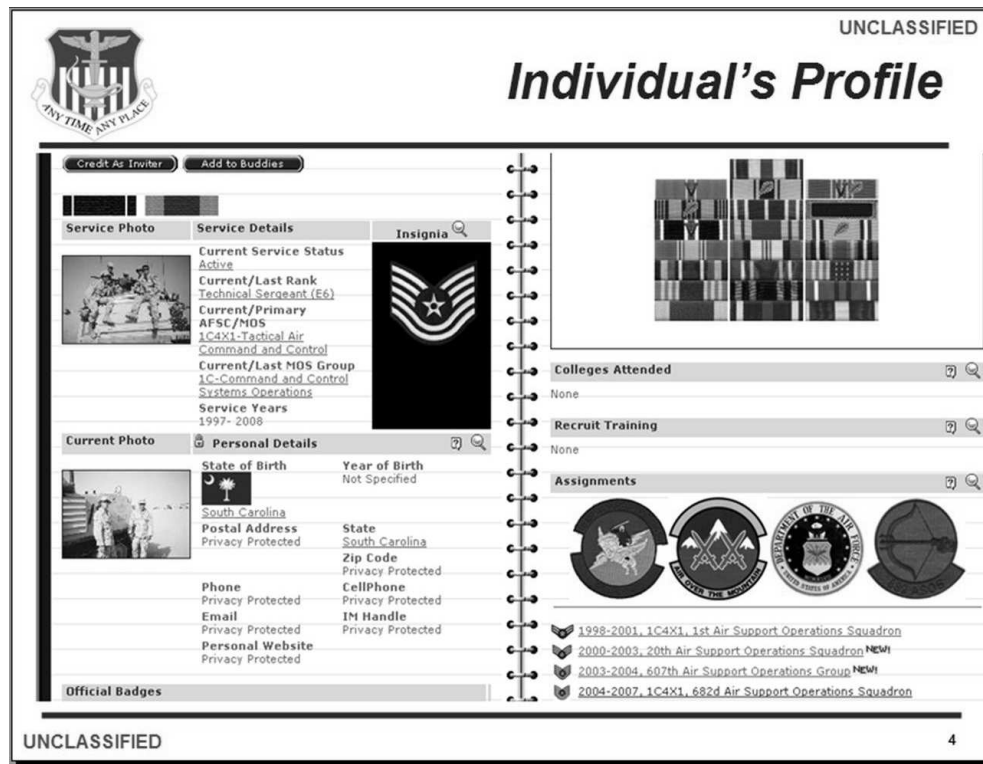 UNCLASSIFIED
Individual's Profile
ANY TIME ANY PLACE
Credit As Inviter
Add to Buddies
Service Photo
Service Details
Insignia
Current Service Status
Active
Current/Last Rank
Technical Sergeant (E6)
Current/Primary
AFSC/MOS
1C4X1-Tactical Air
Command and Control
Current/Last MOS Group
1C-Command and Control
Systems Operations
Service Years
1997- 2008
Current Photo
Personal Details
State of Birth
Year of Birth
Not Specified
South Carolina
Postal Address
State
Privacy Protected
South Carolina
Zip Code
Privacy Protected
Phone
CellPhone
Privacy Protected
Privacy Protected
Email
IM Handle
Privacy Protected
Privacy Protected
Personal Website
Privacy Protected
Official Badges
Colleges Attended
None
Recruit Training
None
Assignments
AIR OVER THE MOUNTAIN
DEPARTMENT OF THE AIR FORCE
UNITED STATES OF AMERICA
682 ASOS
1998-2001, 1C4X1, 1st Air Support Operations Squadron
2000-2003, 20th Air Support Operations Squadron NEW!
2003-2004, 607th Air Support Operations Group NEW!
2004-2007, 1C4X1, 682d Air Support Operations Squadron
UNCLASSIFIED
4